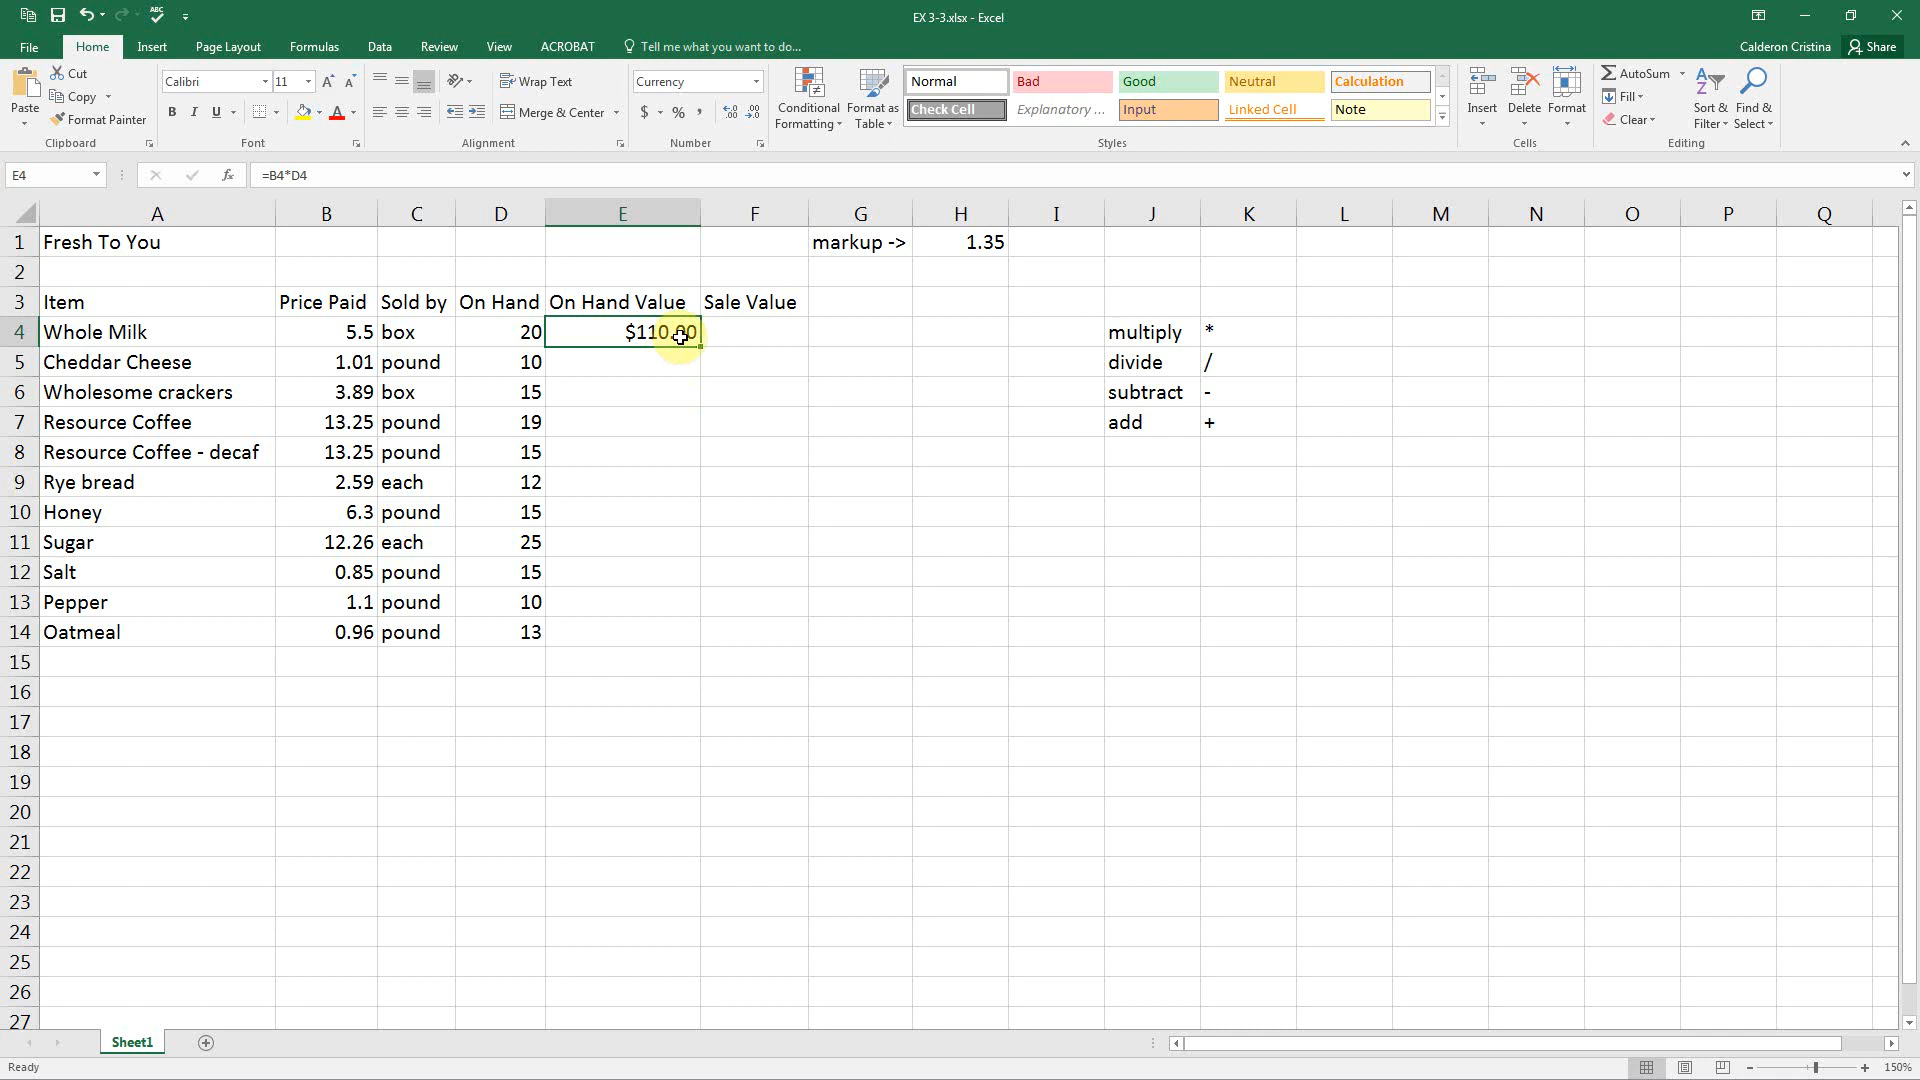 EX 3-3.xlsx - Excel
File Home Insert Page Layout Formulas Data Review View ACROBAT Tell me what you want to do... Calderon Cristina Share
Paste
Cut
Copy
Format Painter
Clipboard
Calibri 11
B I U
Font
Wrap Text
Merge & Center
Alignment
Currency
$ % ,
Number
Conditional Formatting
Format as Table
Normal Bad Good Neutral Calculation
Check Cell Explanatory ... Input Linked Cell Note
Styles
Insert Delete Format
Cells
AutoSum
Fill
Clear
Sort & Filter
Find & Select
Editing
E4 fx =B4*D4
A B C D E F G H I J K L M N O P Q
1 Fresh To You markup -> 1.35
2
3 Item Price Paid Sold by On Hand On Hand Value Sale Value
4 Whole Milk 5.5 box 20 $110.00 multiply *
5 Cheddar Cheese 1.01 pound 10 divide /
6 Wholesome crackers 3.89 box 15 subtract -
7 Resource Coffee 13.25 pound 19 add +
8 Resource Coffee - decaf 13.25 pound 15
9 Rye bread 2.59 each 12
10 Honey 6.3 pound 15
11 Sugar 12.26 each 25
12 Salt 0.85 pound 15
13 Pepper 1.1 pound 10
14 Oatmeal 0.96 pound 13
15
16
17
18
19
20
21
22
23
24
25
26
27
Sheet1
Ready 150%